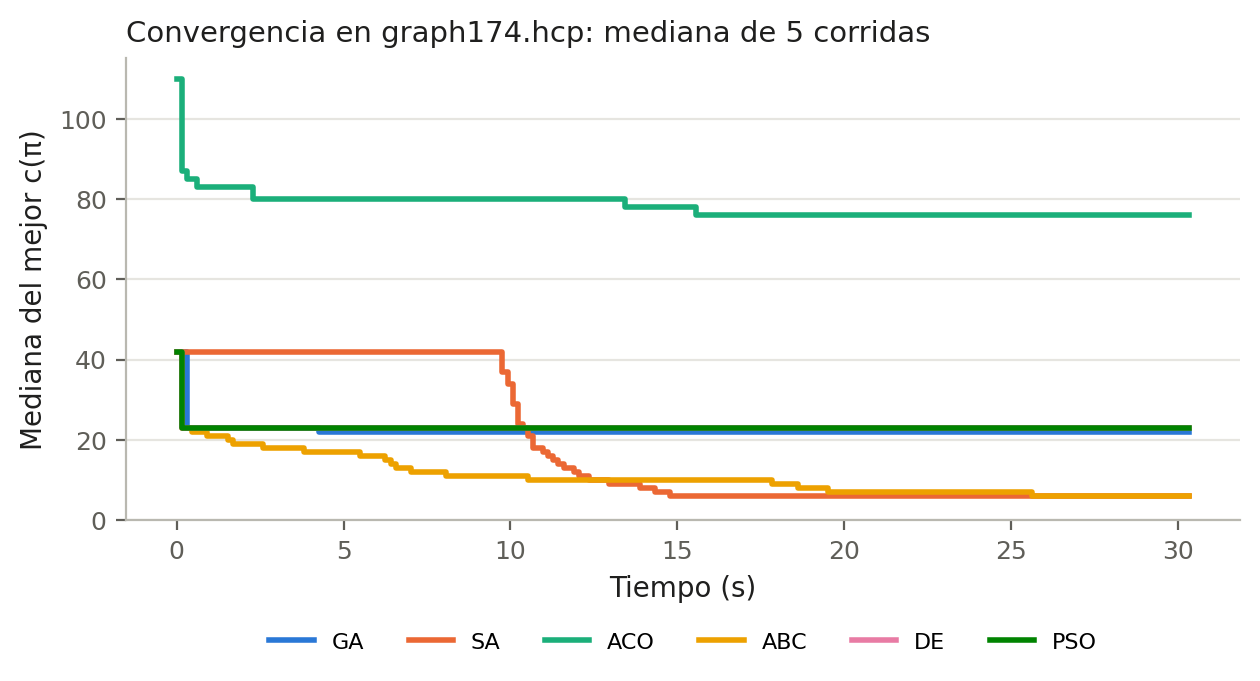 Convergencia en graph174.hcp: mediana de 5 corridas
Mediana del mejor c(π)
100
80
60
40
20
0
0 5 10 15 20 25 30
Tiempo (s)
GA SA ACO ABC DE PSO